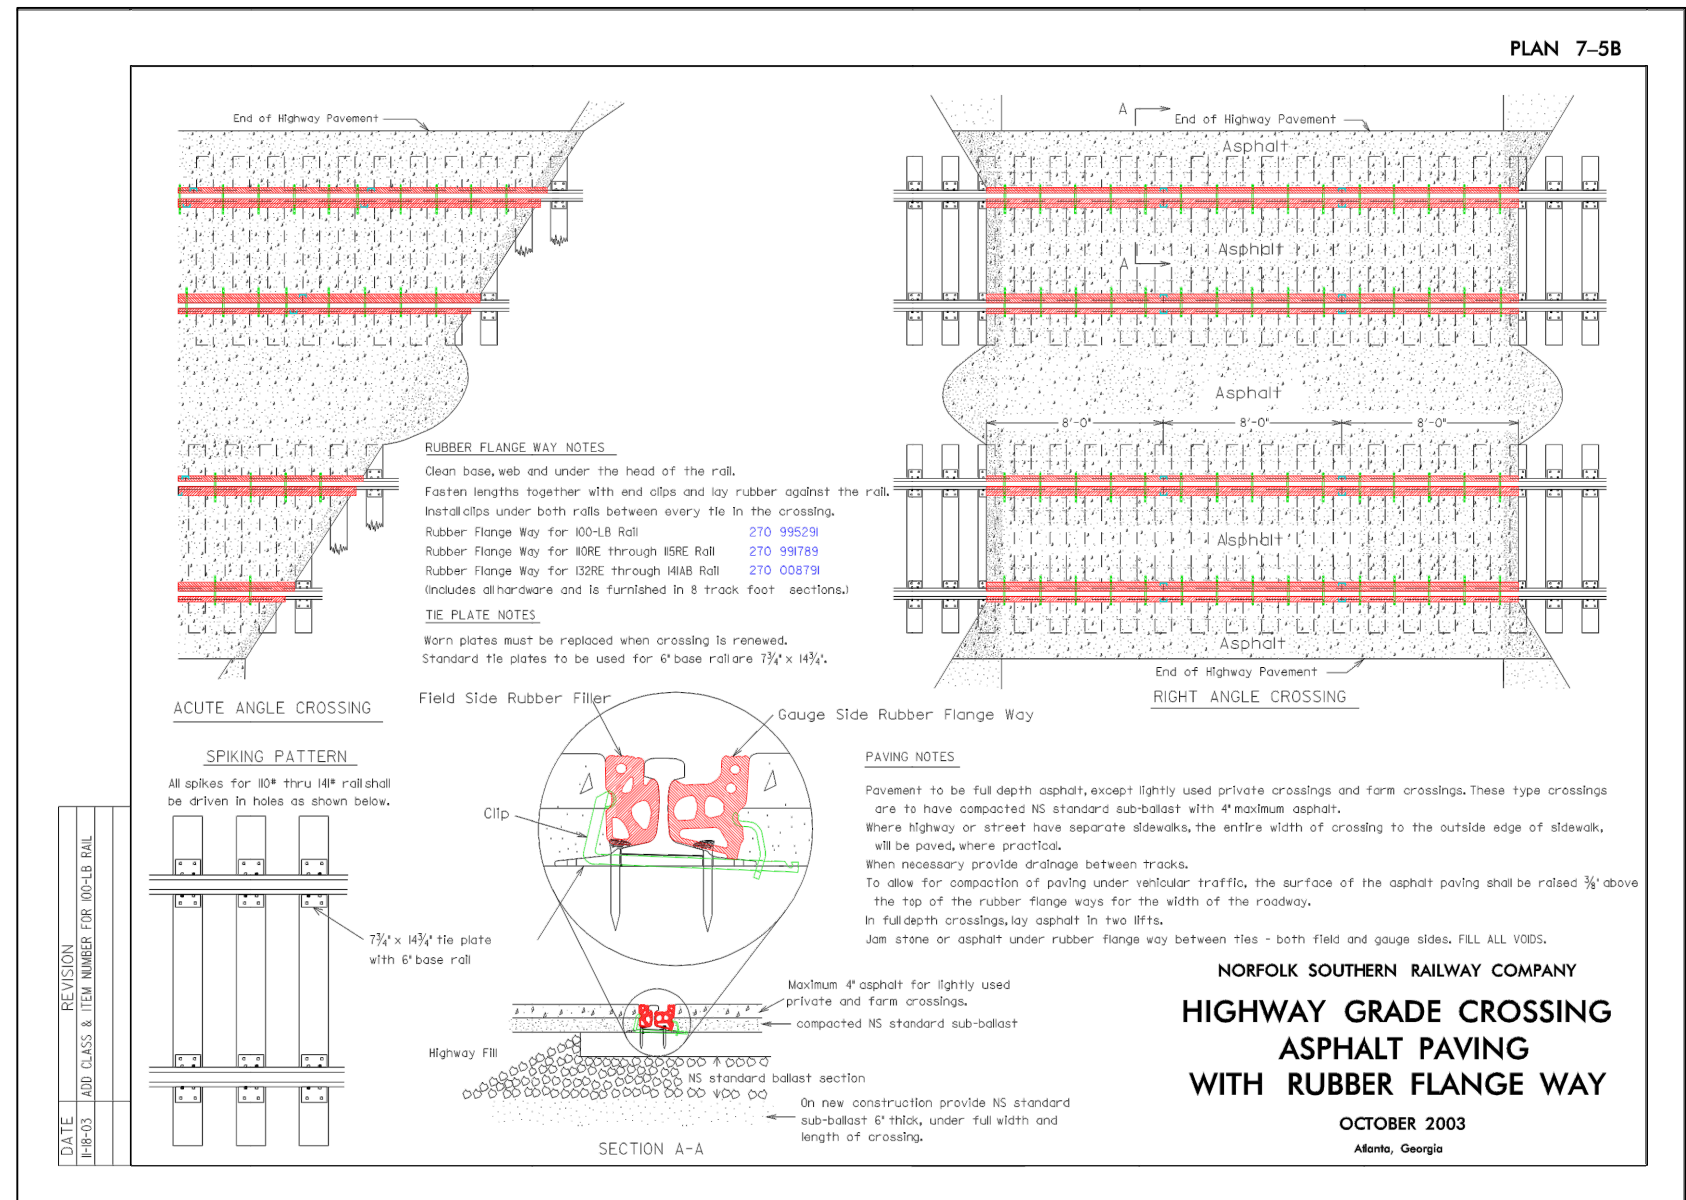 PLAN 7–5B
End of Highway Pavement
A
End of Highway Pavement
Asphalt
Asphalt
A
Asphalt
8'-0" 8'-0" 8'-0"
Asphalt
Asphalt
End of Highway Pavement
RIGHT ANGLE CROSSING
ACUTE ANGLE CROSSING
RUBBER FLANGE WAY NOTES
Clean base, web and under the head of the rail.
Fasten lengths together with end clips and lay rubber against the rail.
Install clips under both rails between every tie in the crossing.
Rubber Flange Way for 100-LB Rail 270 995291
Rubber Flange Way for 110RE through 115RE Rail 270 991789
Rubber Flange Way for 132RE through 141AB Rail 270 008791
(Includes all hardware and is furnished in 8 track foot sections.)
TIE PLATE NOTES
Worn plates must be replaced when crossing is renewed.
Standard tie plates to be used for 6" base rail are 7¾" x 14¾".
SPIKING PATTERN
All spikes for 110# thru 141# rail shall
be driven in holes as shown below.
7¾" x 14¾" tie plate
with 6" base rail
Field Side Rubber Filler
Gauge Side Rubber Flange Way
Clip
Maximum 4" asphalt for lightly used
private and farm crossings.
compacted NS standard sub-ballast
Highway Fill
NS standard ballast section
On new construction provide NS standard
sub-ballast 6" thick, under full width and
length of crossing.
SECTION A-A
PAVING NOTES
Pavement to be full depth asphalt, except lightly used private crossings and farm crossings. These type crossings
are to have compacted NS standard sub-ballast with 4" maximum asphalt.
Where highway or street have separate sidewalks, the entire width of crossing to the outside edge of sidewalk,
will be paved, where practical.
When necessary provide drainage between tracks.
To allow for compaction of paving under vehicular traffic, the surface of the asphalt paving shall be raised ⅜" above
the top of the rubber flange ways for the width of the roadway.
In full depth crossings, lay asphalt in two lifts.
Jam stone or asphalt under rubber flange way between ties - both field and gauge sides. FILL ALL VOIDS.
NORFOLK SOUTHERN RAILWAY COMPANY
HIGHWAY GRADE CROSSING
ASPHALT PAVING
WITH RUBBER FLANGE WAY
OCTOBER 2003
Atlanta, Georgia
DATE REVISION
11-18-03 ADD CLASS & ITEM NUMBER FOR 100-LB RAIL